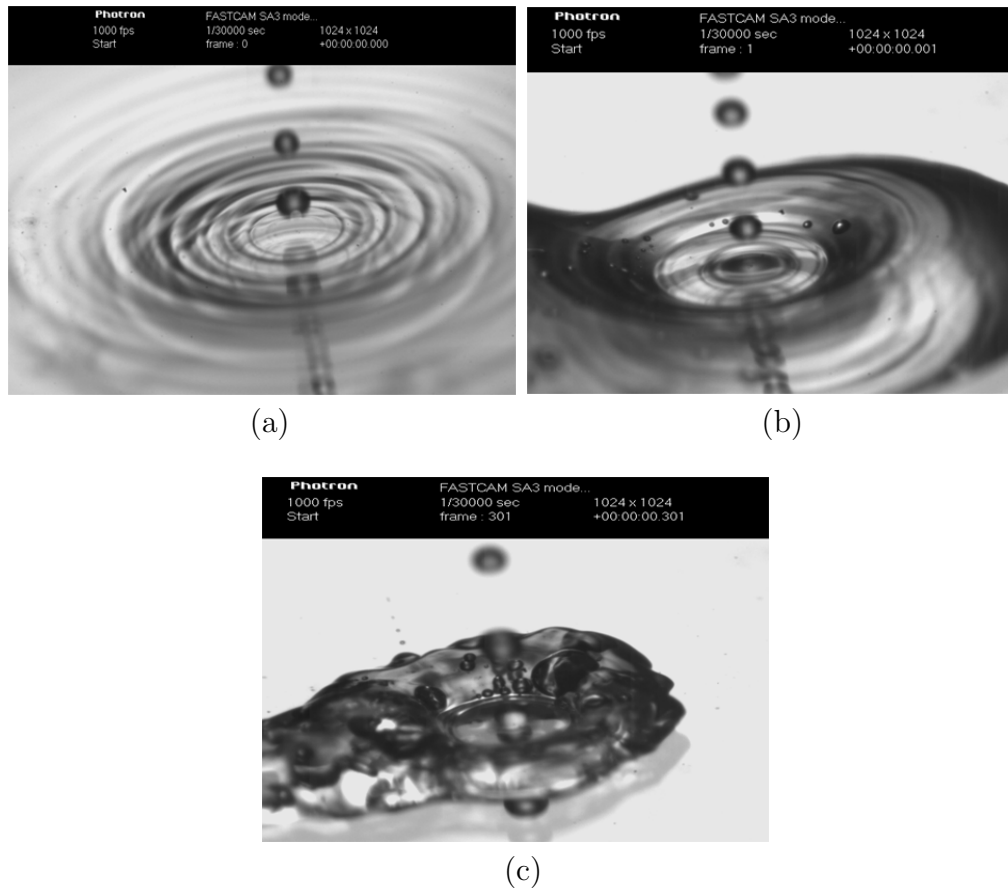 Photron FASTCAM SA3 mode...
1000 fps 1/30000 sec 1024 x 1024
Start frame : 0 +00:00:00.000
Photron FASTCAM SA3 mode...
1000 fps 1/30000 sec 1024 x 1024
Start frame : 1 +00:00:00.001
(a)
(b)
Photron FASTCAM SA3 mode...
1000 fps 1/30000 sec 1024 x 1024
Start frame : 301 +00:00:00.301
(c)